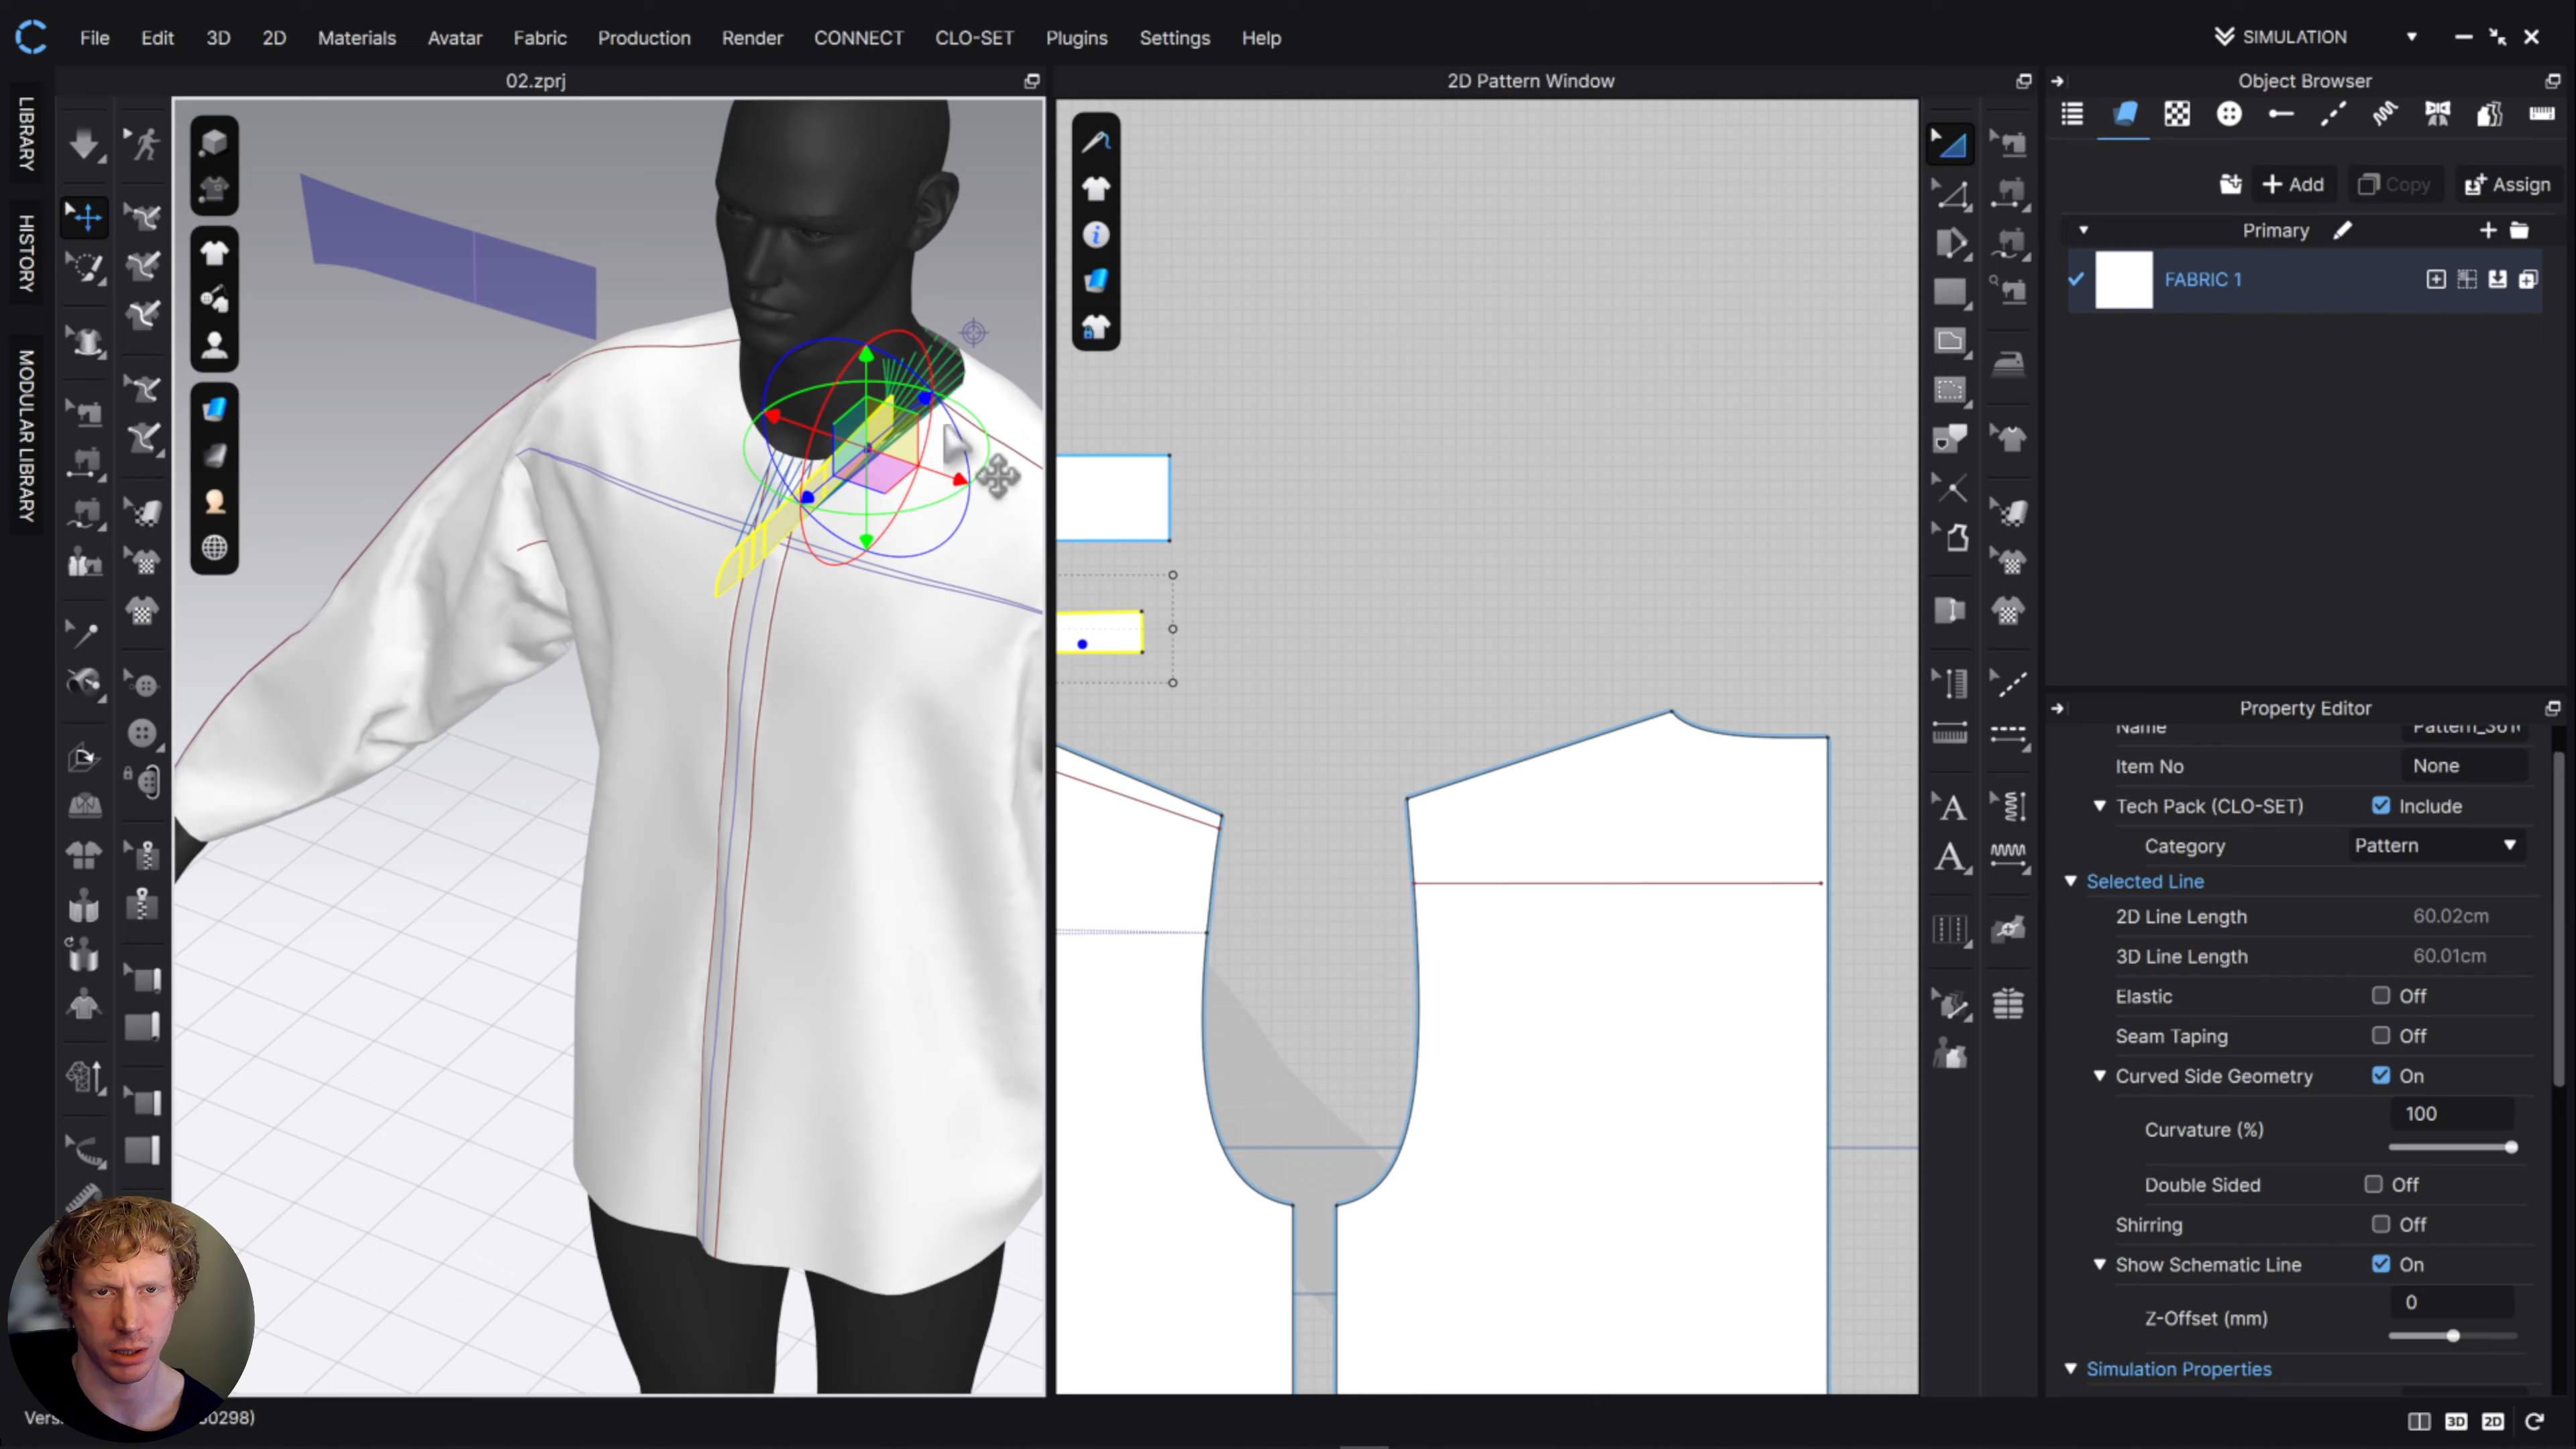 File Edit 3D 2D Materials Avatar Fabric Production Render CONNECT CLO-SET Plugins Settings Help
SIMULATION
LIBRARY
HISTORY
MODULAR LIBRARY
02.zprj
2D Pattern Window
A
A
Object Browser
Add
Copy
Assign
Primary
FABRIC 1
Property Editor
Name
Item No None
Tech Pack (CLO-SET) Include
Category Pattern
Selected Line
2D Line Length 60.02cm
3D Line Length 60.01cm
Elastic Off
Seam Taping Off
Curved Side Geometry On
Curvature (%) 100
Double Sided Off
Shirring Off
Show Schematic Line On
Z-Offset (mm) 0
Simulation Properties
3D 2D